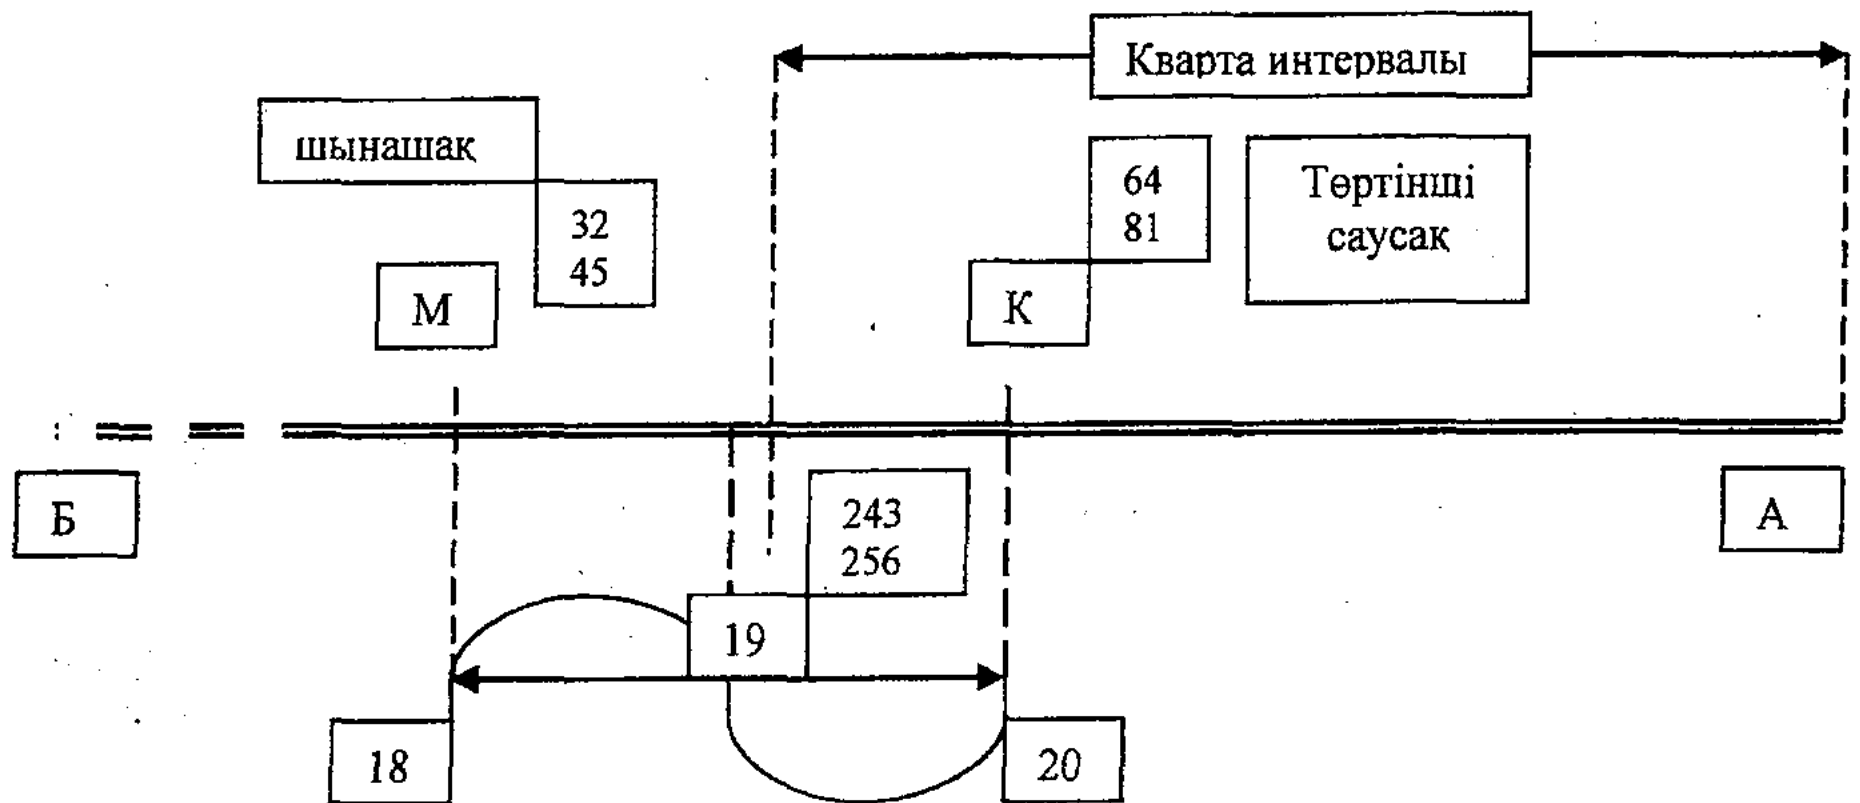 Кварта интервалы
шынашақ
64
81
Төртінші
саусақ
32
45
М
К
Б
А
243
256
19
18
20